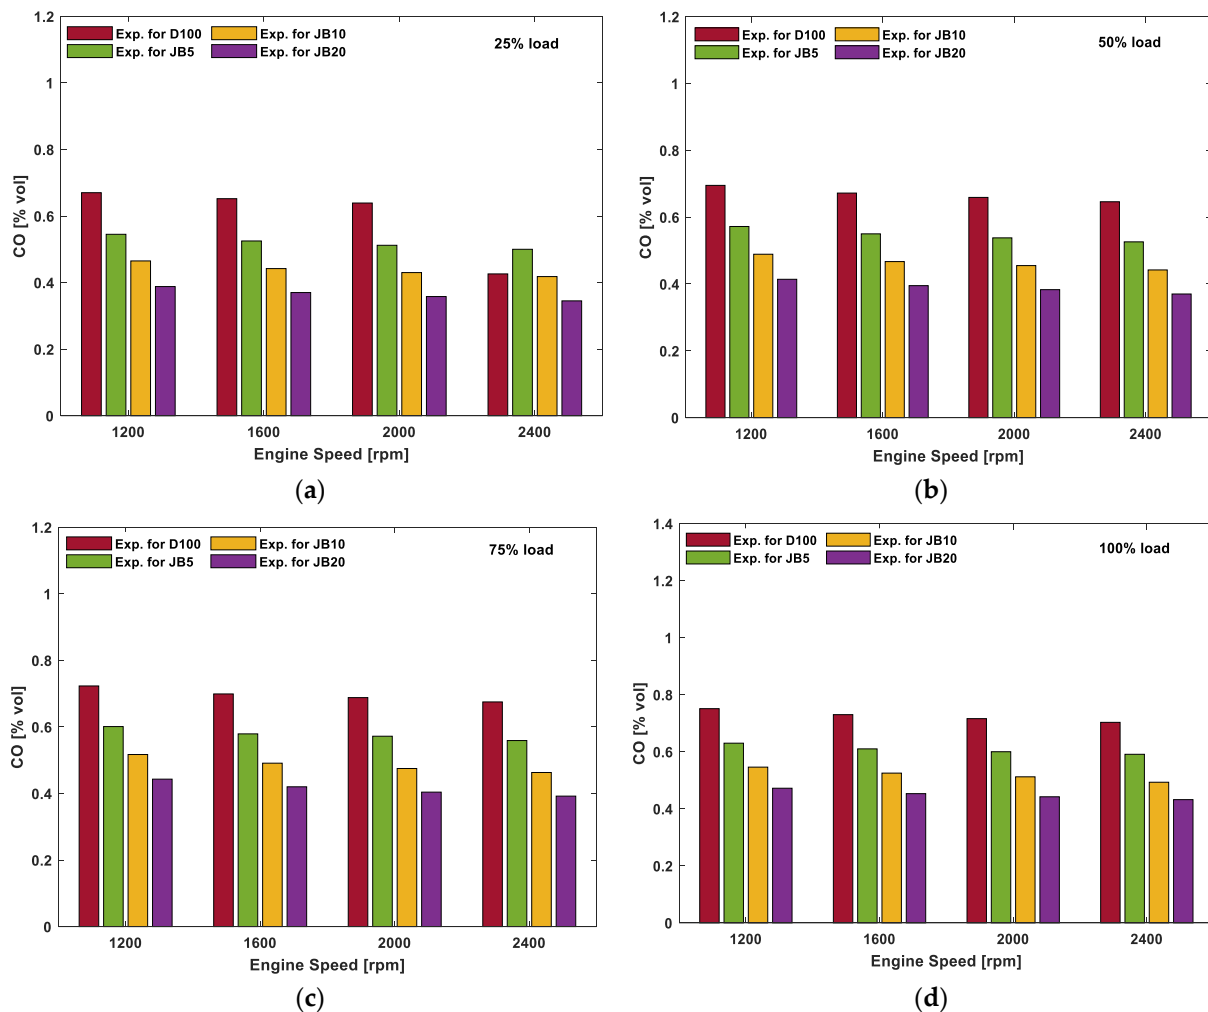 Exp. for D100 Exp. for JB10
Exp. for JB5 Exp. for JB20
25% load
1.2
1
0.8
0.6
0.4
0.2
0
CO [% vol]
1200 1600 2000 2400
Engine Speed [rpm]
(a)
Exp. for D100 Exp. for JB10
Exp. for JB5 Exp. for JB20
50% load
1.2
1
0.8
0.6
0.4
0.2
0
CO [% vol]
1200 1600 2000 2400
Engine Speed [rpm]
(b)
Exp. for D100 Exp. for JB10
Exp. for JB5 Exp. for JB20
75% load
1.2
1
0.8
0.6
0.4
0.2
0
CO [% vol]
1200 1600 2000 2400
Engine Speed [rpm]
(c)
Exp. for D100 Exp. for JB10
Exp. for JB5 Exp. for JB20
100% load
1.4
1.2
1
0.8
0.6
0.4
0.2
0
CO [% vol]
1200 1600 2000 2400
Engine Speed [rpm]
(d)